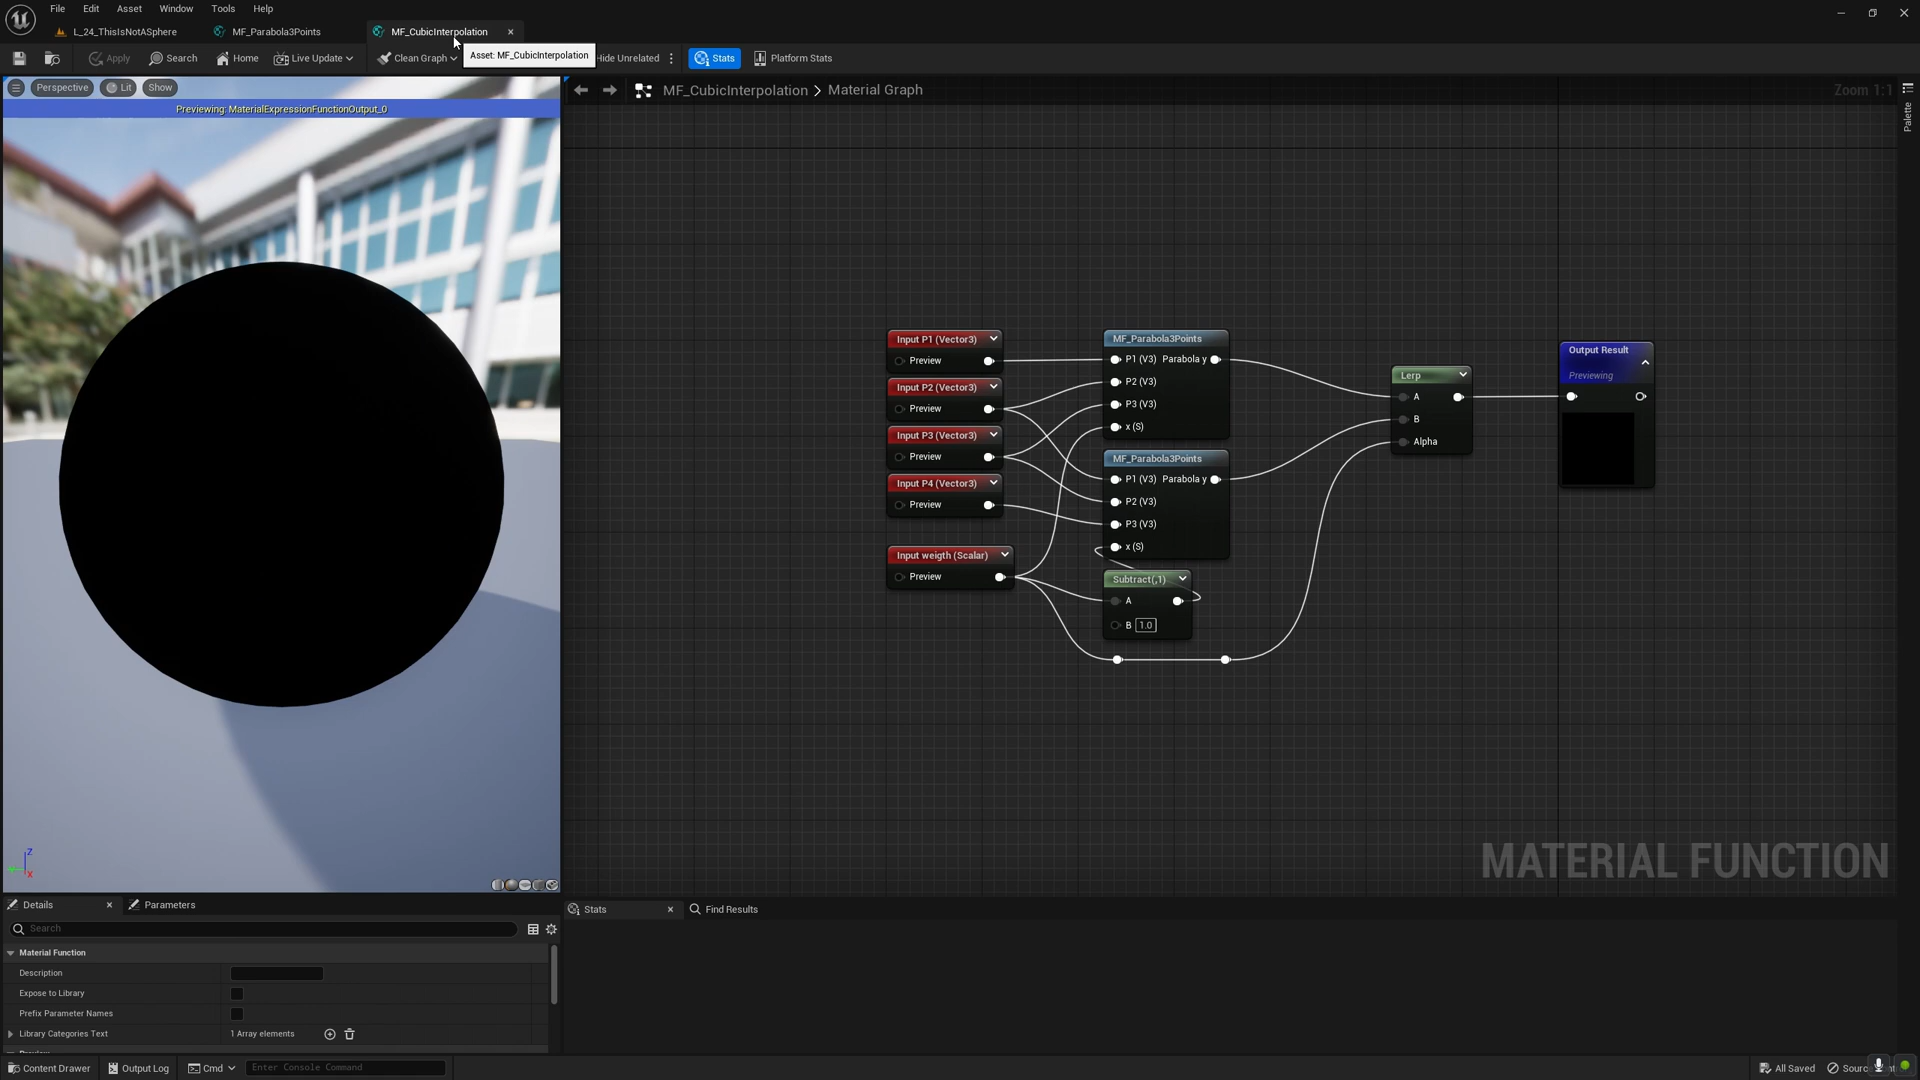 File Edit Asset Window Tools Help
L_24_ThisIsNotASphere MF_Parabola3Points MF_CubicInterpolation
Apply Search Home Live Update Clean Graph Asset: MF_CubicInterpolation Hide Unrelated Stats Platform Stats
Perspective Lit Show
Previewing: MaterialExpressionFunctionOutput_0
MF_CubicInterpolation > Material Graph Zoom 1:1
Palette
Input P1 (Vector3)
Preview
Input P2 (Vector3)
Preview
Input P3 (Vector3)
Preview
Input P4 (Vector3)
Preview
Input weigth (Scalar)
Preview
MF_Parabola3Points
P1 (V3) Parabola y
P2 (V3)
P3 (V3)
x (S)
MF_Parabola3Points
P1 (V3) Parabola y
P2 (V3)
P3 (V3)
x (S)
Subtract(,1)
A
B 1.0
Lerp
A
B
Alpha
Output Result
Previewing
MATERIAL FUNCTION
Z
X
Details Parameters
Search
Material Function
Description
Expose to Library
Prefix Parameter Names
Library Categories Text 1 Array elements
Stats Find Results
Content Drawer Output Log Cmd Enter Console Command All Saved